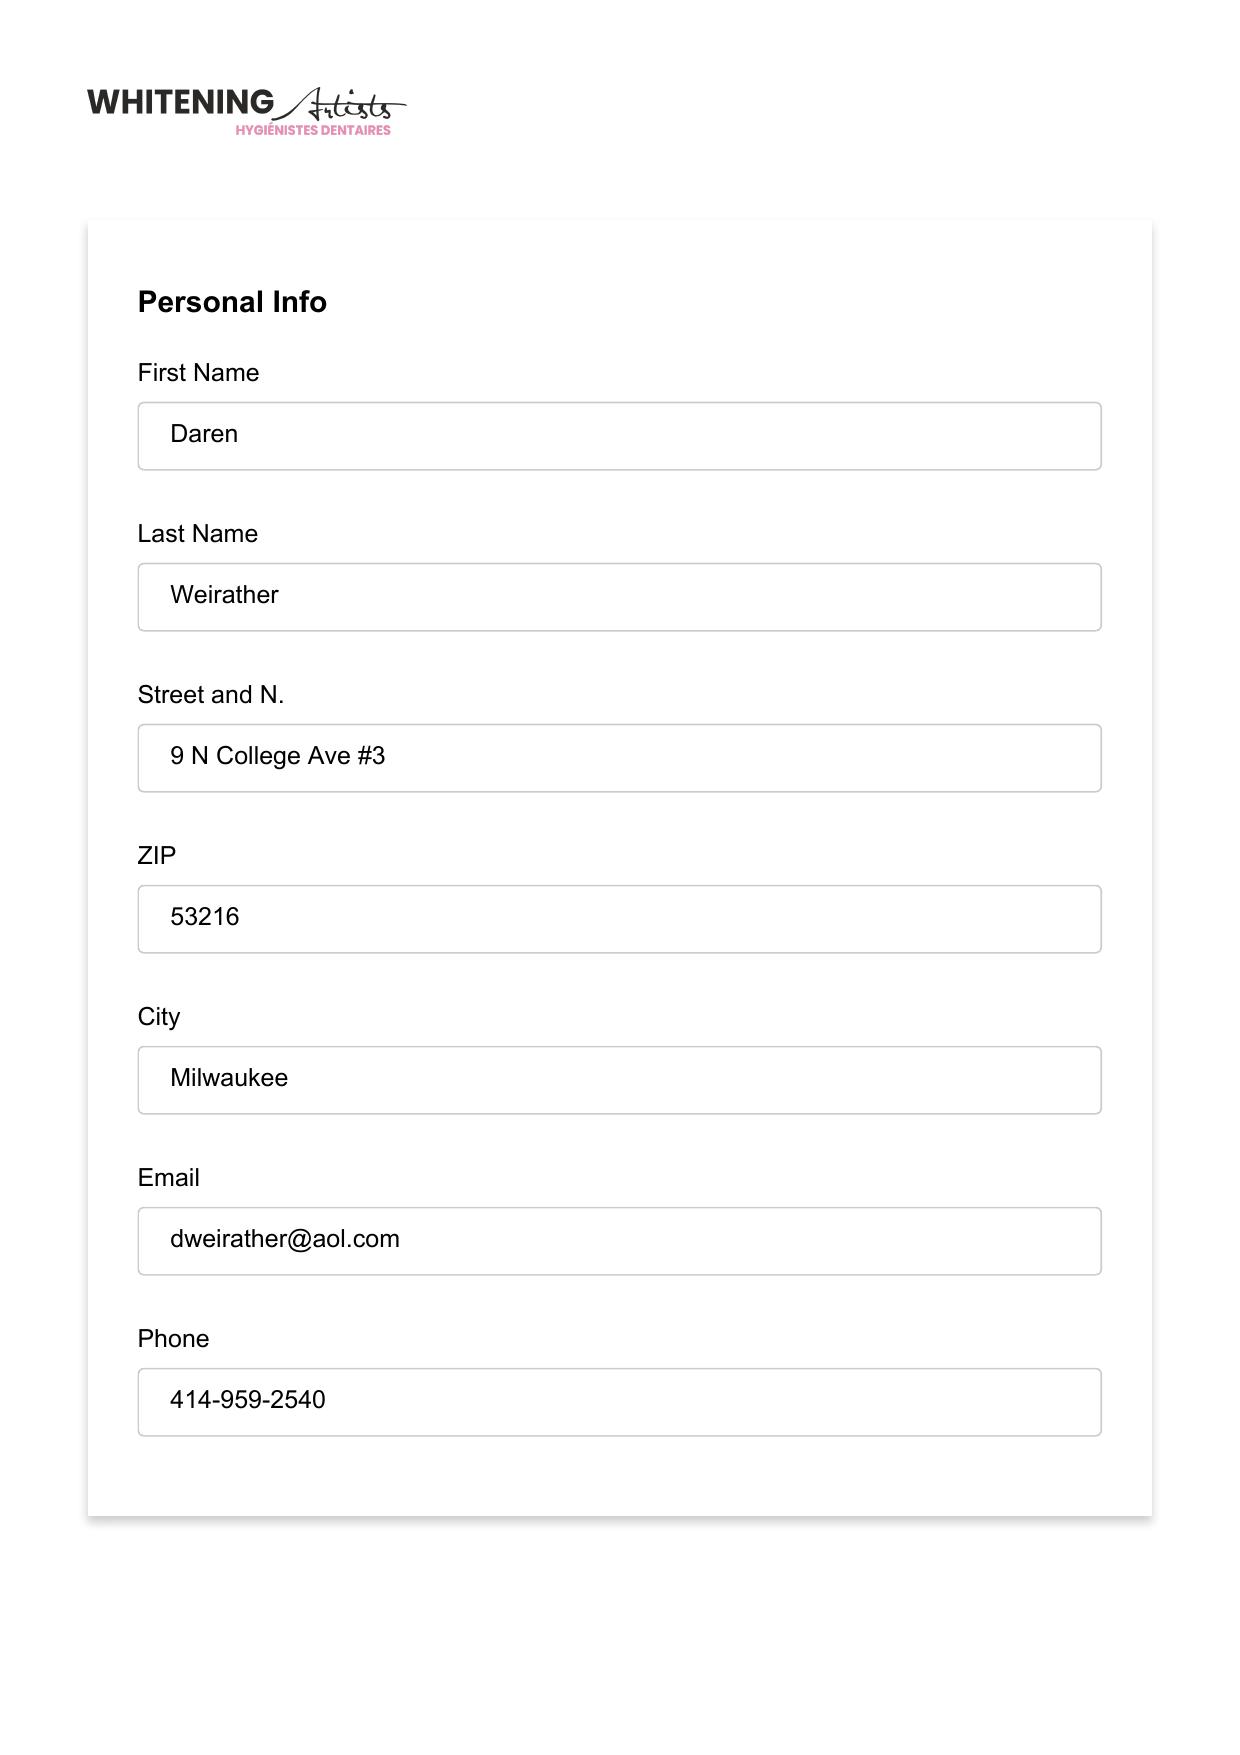 WHITENING Artists
HYGIÉNISTES DENTAIRES
Personal Info
First Name
Daren
Last Name
Weirather
Street and N.
9 N College Ave #3
ZIP
53216
City
Milwaukee
Email
dweirather@aol.com
Phone
414-959-2540